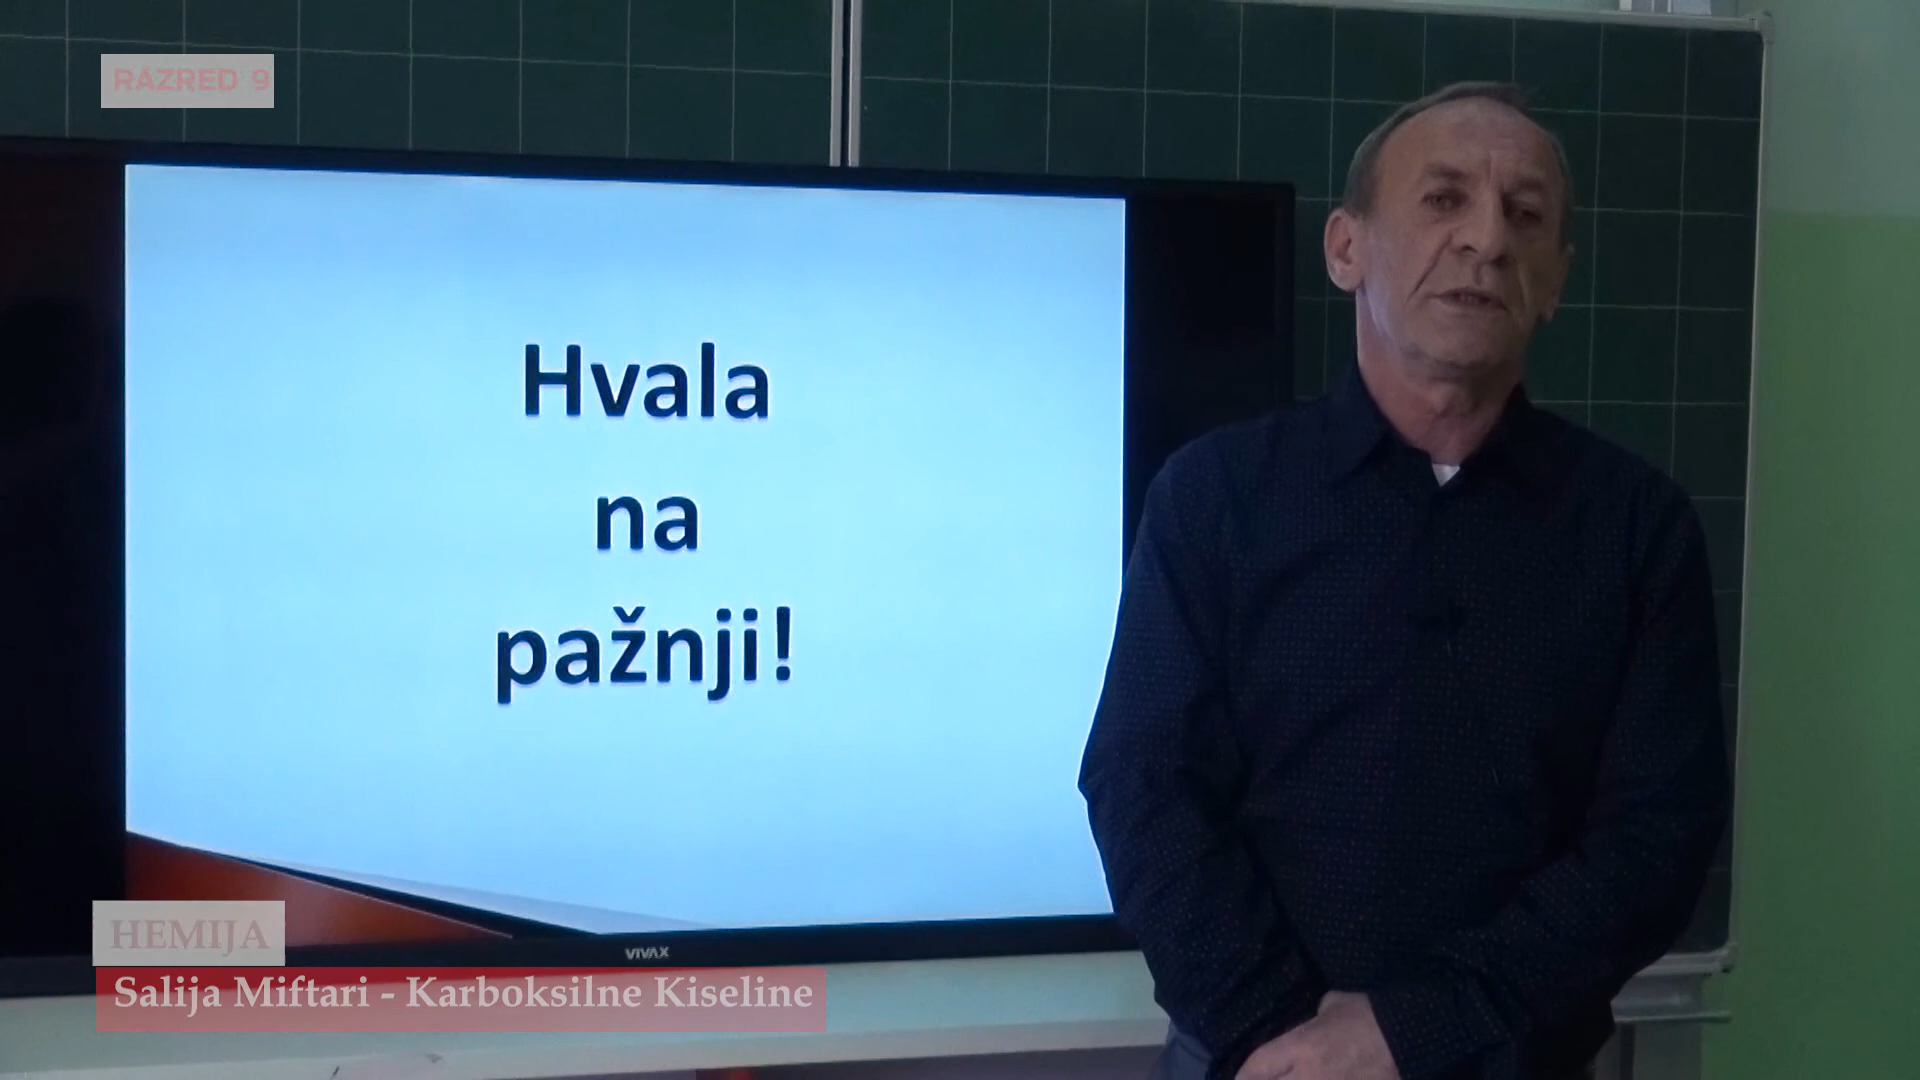 RAZRED 9
Hvala
na
pažnji!
VIVAX
HEMIJA
Salija Miftari - Karboksilne Kiseline